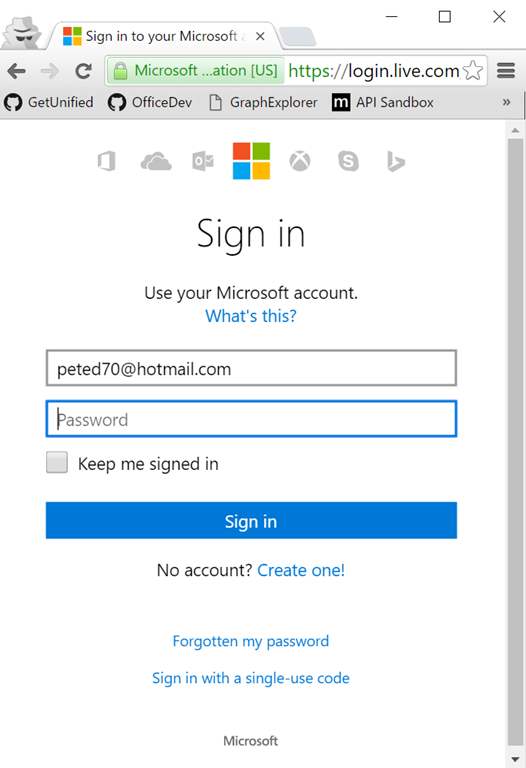 Sign in to your Microsoft a
Microsoft ...ation [US] https://login.live.com
GetUnified OfficeDev GraphExplorer m API Sandbox »
Sign in
Use your Microsoft account.
What's this?
peted70@hotmail.com
Password
Keep me signed in
Sign in
No account? Create one!
Forgotten my password
Sign in with a single-use code
Microsoft